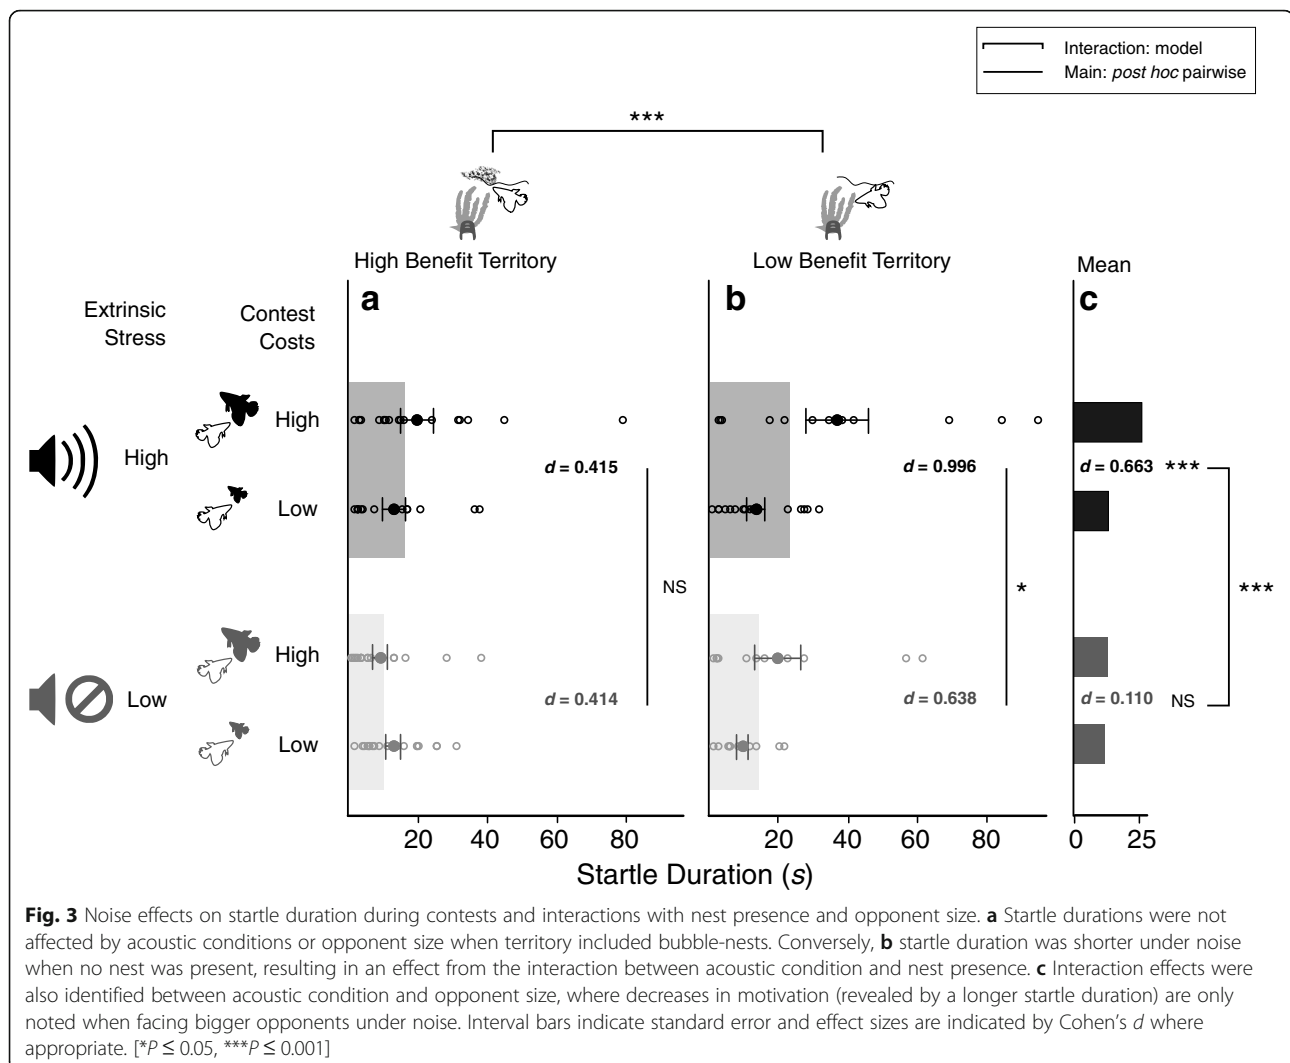 Interaction: model
Main: post hoc pairwise
***
High Benefit Territory
Low Benefit Territory
Mean
a
b
c
Extrinsic
Stress
Contest
Costs
High
High
d = 0.415
d = 0.996
d = 0.663 ***
Low
NS
*
***
High
Low
d = 0.414
d = 0.638
d = 0.110 NS
Low
20 40 60 80
20 40 60 80
0 25
Startle Duration (s)
Fig. 3 Noise effects on startle duration during contests and interactions with nest presence and opponent size. a Startle durations were not
affected by acoustic conditions or opponent size when territory included bubble-nests. Conversely, b startle duration was shorter under noise
when no nest was present, resulting in an effect from the interaction between acoustic condition and nest presence. c Interaction effects were
also identified between acoustic condition and opponent size, where decreases in motivation (revealed by a longer startle duration) are only
noted when facing bigger opponents under noise. Interval bars indicate standard error and effect sizes are indicated by Cohen's d where
appropriate. [*P ≤ 0.05, ***P ≤ 0.001]